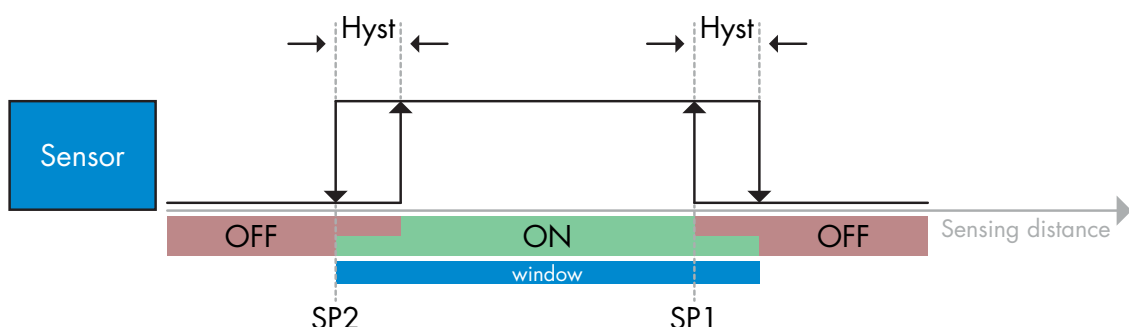 Hyst Hyst
Sensor
OFF ON OFF
Sensing distance
window
SP2 SP1